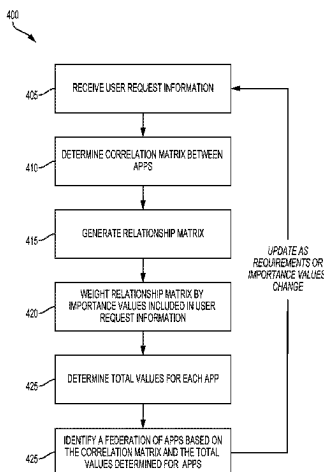 400
405
RECEIVE USER REQUEST INFORMATION
410
DETERMINE CORRELATION MATRIX BETWEEN
APPS
415
GENERATE RELATIONSHIP MATRIX
UPDATE AS
REQUIREMENTS OR
IMPORTANCE VALUES
CHANGE
420
WEIGHT RELATIONSHIP MATRIX BY
IMPORTANCE VALUES INCLUDED IN USER
REQUEST INFORMATION
425
DETERMINE TOTAL VALUES FOR EACH APP
425
IDENTIFY A FEDERATION OF APPS BASED ON
THE CORRELATION MATRIX AND THE TOTAL
VALUES DETERMINED FOR APPS